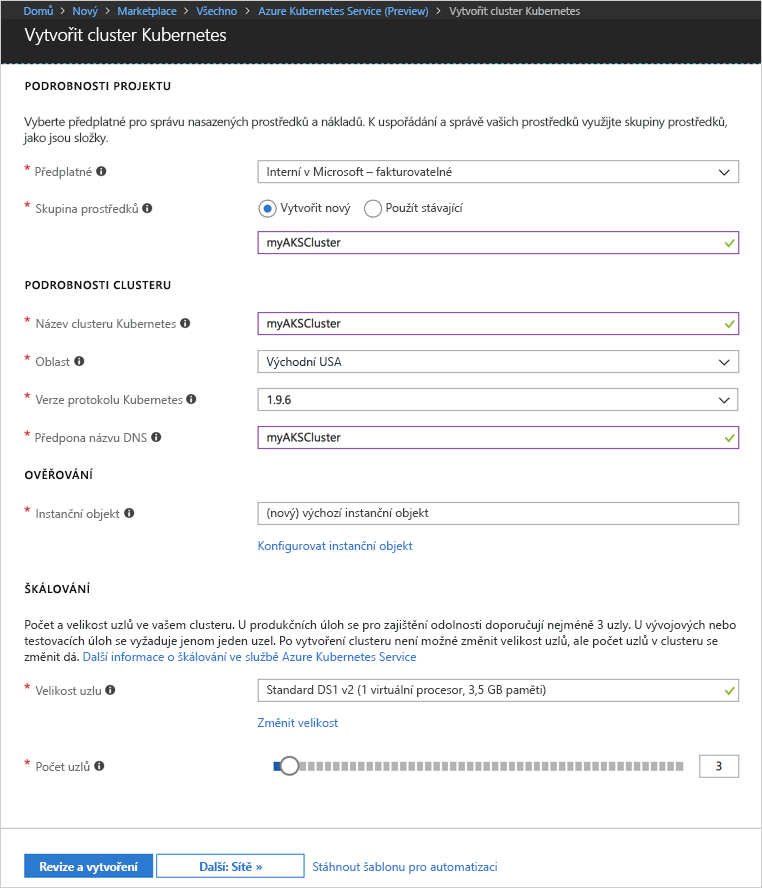 Domů > Nový > Marketplace > Všechno > Azure Kubernetes Service (Preview) > Vytvořit cluster Kubernetes
Vytvořit cluster Kubernetes
PODROBNOSTI PROJEKTU
Vyberte předplatné pro správu nasazených prostředků a nákladů. K uspořádání a správě vašich prostředků využijte skupiny prostředků,
jako jsou složky.
* Předplatné
Interní v Microsoft – fakturovatelné
* Skupina prostředků
Vytvořit nový
Použít stávající
myAKSCluster
PODROBNOSTI CLUSTERU
* Název clusteru Kubernetes
myAKSCluster
* Oblast
Východní USA
* Verze protokolu Kubernetes
1.9.6
* Předpona názvu DNS
myAKSCluster
OVĚŘOVÁNÍ
* Instanční objekt
(nový) výchozí instanční objekt
Konfigurovat instanční objekt
ŠKÁLOVÁNÍ
Počet a velikost uzlů ve vašem clusteru. U produkčních úloh se pro zajištění odolnosti doporučují nejméně 3 uzly. U vývojových nebo
testovacích úloh se vyžaduje jenom jeden uzel. Po vytvoření clusteru není možné změnit velikost uzlů, ale počet uzlů v clusteru se
změnit dá. Další informace o škálování ve službě Azure Kubernetes Service
* Velikost uzlu
Standard DS1 v2 (1 virtuální procesor, 3,5 GB paměti)
Změnit velikost
* Počet uzlů
3
Revize a vytvoření
Další: Sítě »
Stáhnout šablonu pro automatizaci